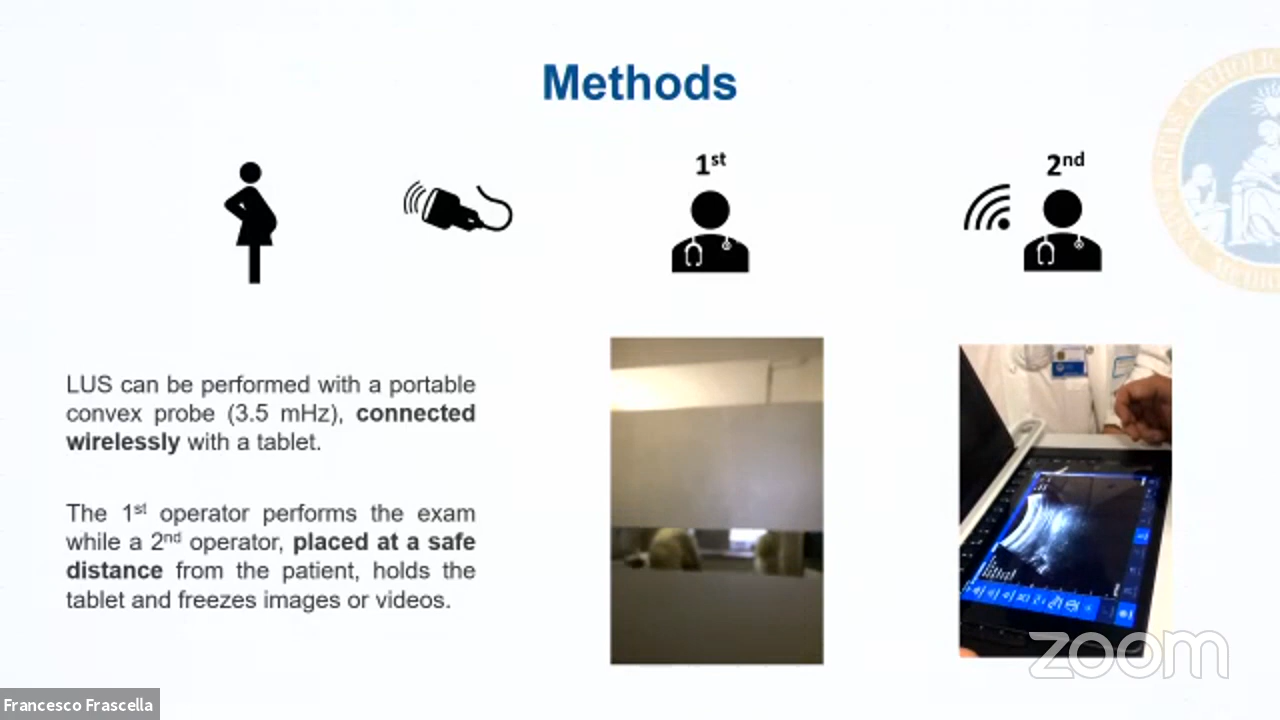 Methods
1st
2nd
LUS can be performed with a portable
convex probe (3.5 mHz), connected
wirelessly with a tablet.
The 1st operator performs the exam
while a 2nd operator, placed at a safe
distance from the patient, holds the
tablet and freezes images or videos.
zoom
Francesco Frascella